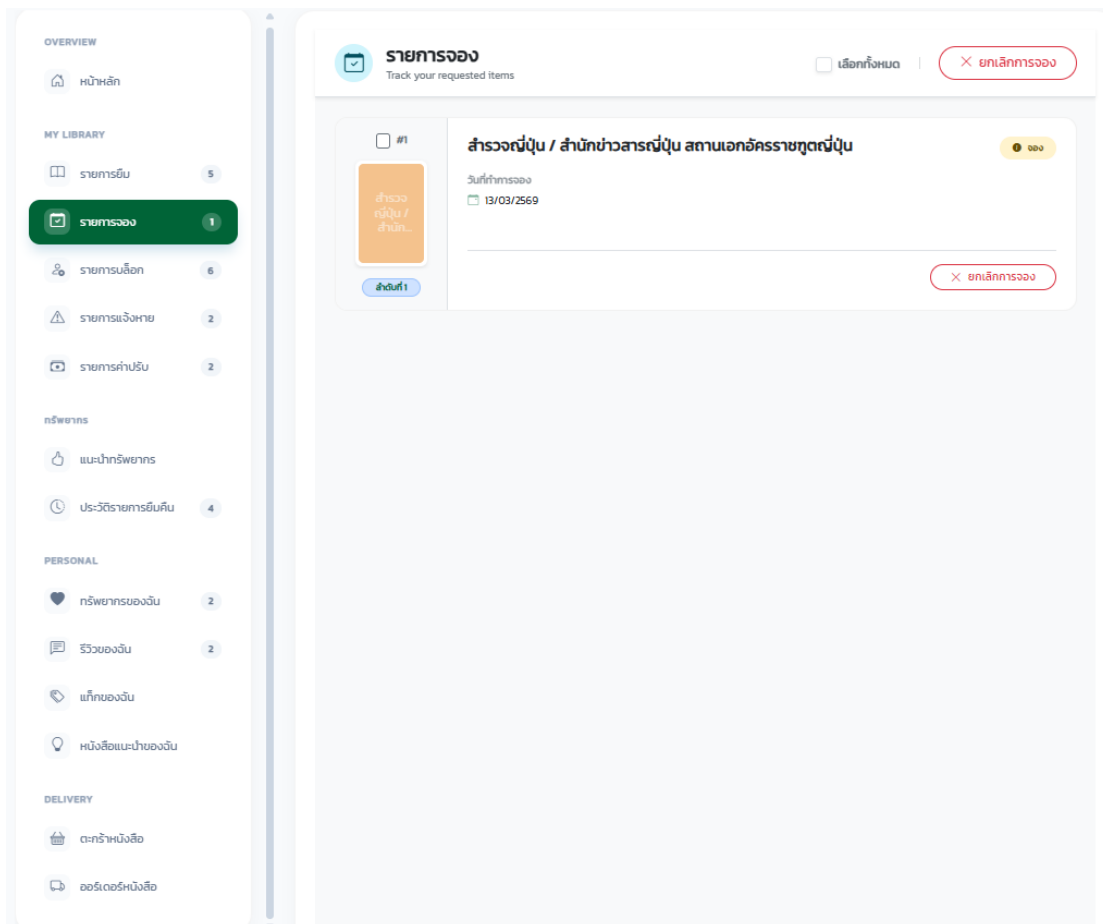 OVERVIEW
หน้าหลัก
MY LIBRARY
รายการยืม 5
รายการจอง 1
รายการบล็อก 6
รายการแจ้งหาย 2
รายการค่าปรับ 2
ทรัพยากร
แนะนำทรัพยากร
ประวัติรายการยืมคืน 4
PERSONAL
ทรัพยากรของฉัน 2
รีวิวของฉัน 2
แท็กของฉัน
หนังสือแนะนำของฉัน
DELIVERY
ตะกร้าหนังสือ
ออร์เดอร์หนังสือ
รายการจอง
Track your requested items
เลือกทั้งหมด
ยกเลิกการจอง
#1
สำรวจ
ญี่ปุ่น /
สำนัก...
ลำดับที่ 1
สำรวจญี่ปุ่น / สำนักข่าวสารญี่ปุ่น สถานเอกอัครราชทูตญี่ปุ่น
จอง
วันที่ทำการจอง
13/03/2569
ยกเลิกการจอง